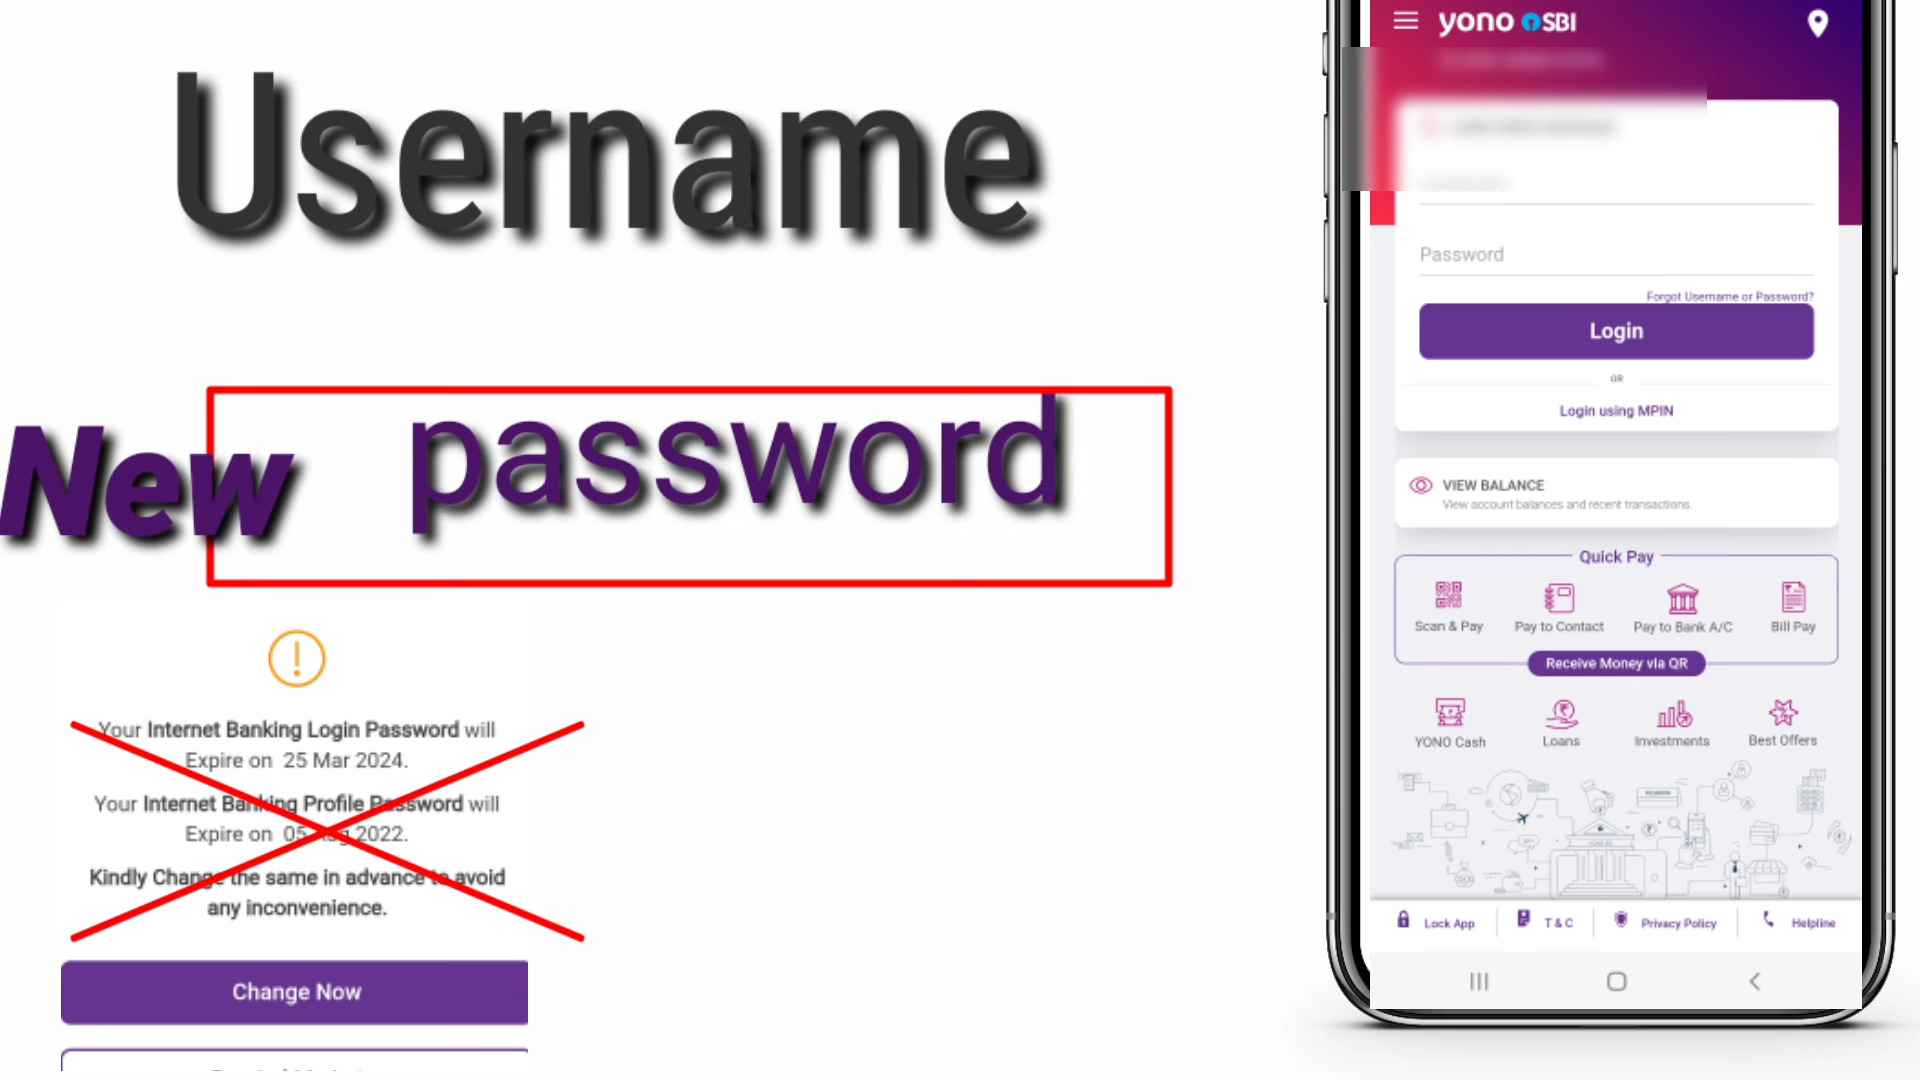 Username
New password
Your Internet Banking Login Password will
Expire on 25 Mar 2024.
Your Internet Banking Profile Password will
Expire on 05 Aug 2022.
Kindly Change the same in advance to avoid
any inconvenience.
Change Now
yono SBI
Password
Forgot Username or Password?
Login
OR
Login using MPIN
VIEW BALANCE
View account balances and recent transactions.
Quick Pay
Scan & Pay Pay to Contact Pay to Bank A/C Bill Pay
Receive Money via QR
YONO Cash Loans Investments Best Offers
Lock App T & C Privacy Policy Helpline